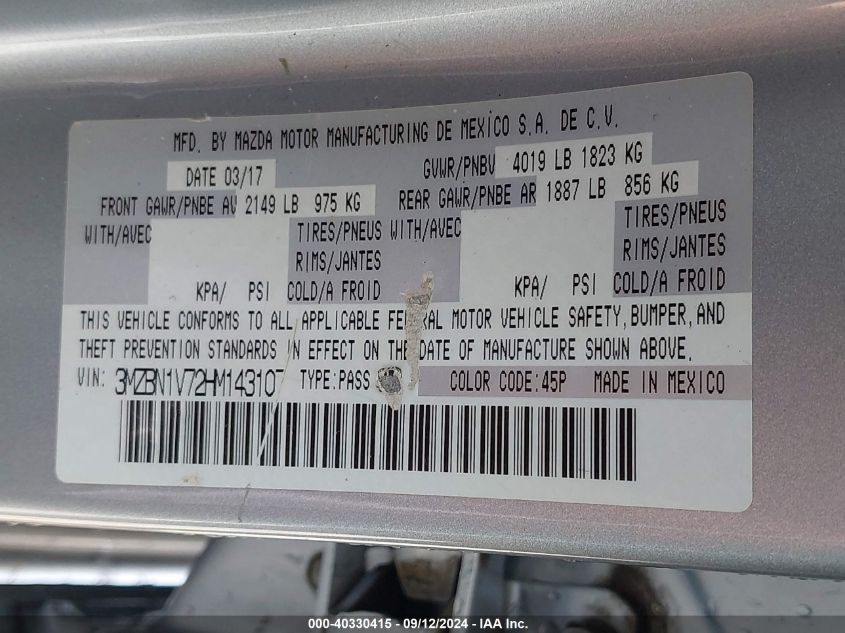 MFD. BY MAZDA MOTOR MANUFACTURING DE MEXICO S.A. DE C.V.
DATE 03/17 GVWR/PNBV 4019 LB 1823 KG
FRONT GAWR/PNBE AV 2149 LB 975 KG REAR GAWR/PNBE AR 1887 LB 856 KG
WITH/AVEC TIRES/PNEUS WITH/AVEC TIRES/PNEUS
RIMS/JANTES RIMS/JANTES
KPA/ PSI COLD/A FROID KPA/ PSI COLD/A FROID
THIS VEHICLE CONFORMS TO ALL APPLICABLE FEDERAL MOTOR VEHICLE SAFETY, BUMPER, AND
THEFT PREVENTION STANDARDS IN EFFECT ON THE DATE OF MANUFACTURE SHOWN ABOVE.
VIN: 3MZBN1V72HM143107 TYPE:PASS COLOR CODE:45P MADE IN MEXICO
000-40330415 - 09/12/2024 - IAA Inc.